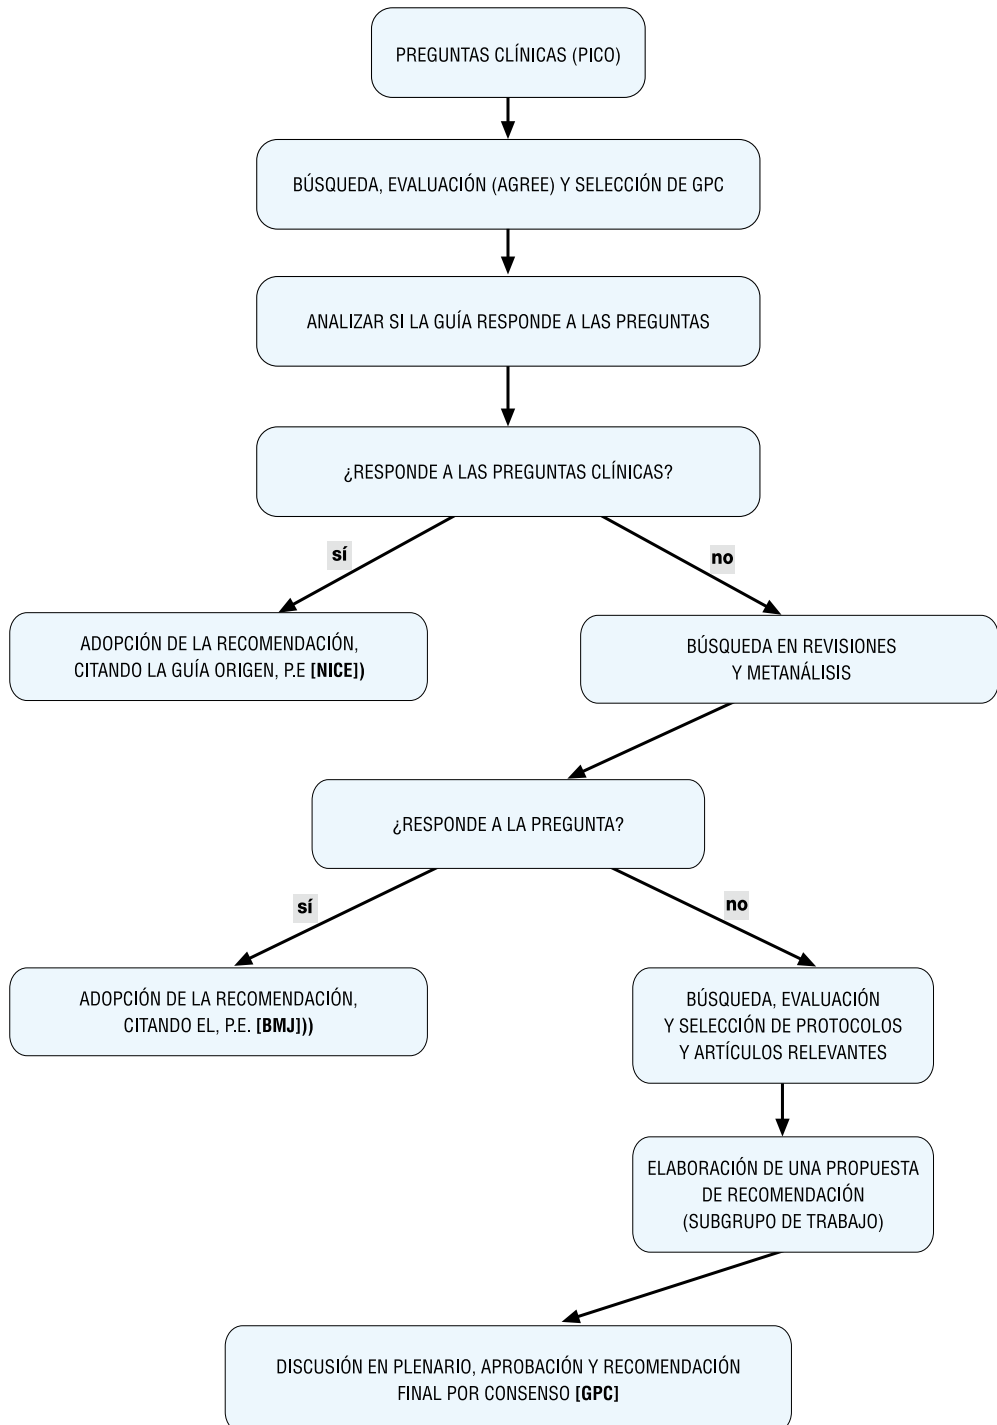 PREGUNTAS CLÍNICAS (PICO)
BÚSQUEDA, EVALUACIÓN (AGREE) Y SELECCIÓN DE GPC
ANALIZAR SI LA GUÍA RESPONDE A LAS PREGUNTAS
¿RESPONDE A LAS PREGUNTAS CLÍNICAS?
sí
no
ADOPCIÓN DE LA RECOMENDACIÓN,
CITANDO LA GUÍA ORIGEN, P.E [NICE])
BÚSQUEDA EN REVISIONES
Y METANÁLISIS
¿RESPONDE A LA PREGUNTA?
sí
no
ADOPCIÓN DE LA RECOMENDACIÓN,
CITANDO EL, P.E. [BMJ]))
BÚSQUEDA, EVALUACIÓN
Y SELECCIÓN DE PROTOCOLOS
Y ARTÍCULOS RELEVANTES
ELABORACIÓN DE UNA PROPUESTA
DE RECOMENDACIÓN
(SUBGRUPO DE TRABAJO)
DISCUSIÓN EN PLENARIO, APROBACIÓN Y RECOMENDACIÓN
FINAL POR CONSENSO [GPC]